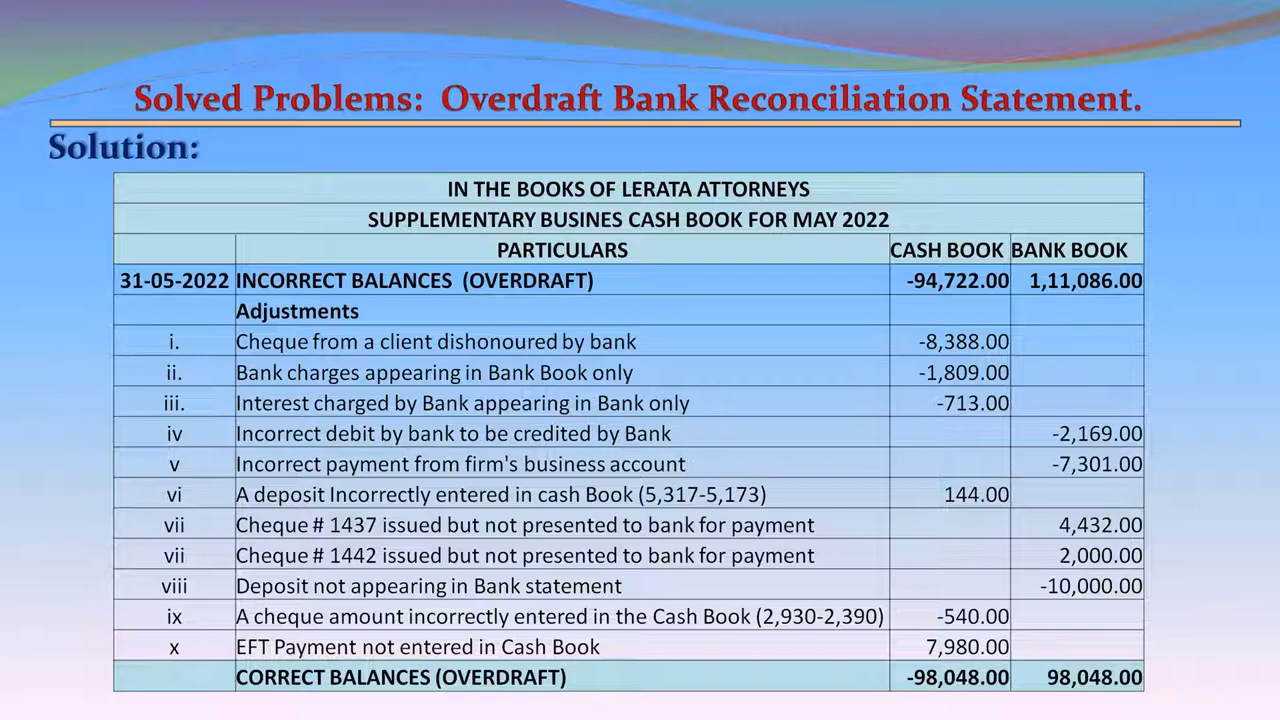 Solved Problems: Overdraft Bank Reconciliation Statement.
Solution:
IN THE BOOKS OF LERATA ATTORNEYS
SUPPLEMENTARY BUSINES CASH BOOK FOR MAY 2022
PARTICULARS CASH BOOK BANK BOOK
31-05-2022 INCORRECT BALANCES (OVERDRAFT) -94,722.00 1,11,086.00
Adjustments
i. Cheque from a client dishonoured by bank -8,388.00
ii. Bank charges appearing in Bank Book only -1,809.00
iii. Interest charged by Bank appearing in Bank only -713.00
iv Incorrect debit by bank to be credited by Bank -2,169.00
v Incorrect payment from firm's business account -7,301.00
vi A deposit Incorrectly entered in cash Book (5,317-5,173) 144.00
vii Cheque # 1437 issued but not presented to bank for payment 4,432.00
vii Cheque # 1442 issued but not presented to bank for payment 2,000.00
viii Deposit not appearing in Bank statement -10,000.00
ix A cheque amount incorrectly entered in the Cash Book (2,930-2,390) -540.00
x EFT Payment not entered in Cash Book 7,980.00
CORRECT BALANCES (OVERDRAFT) -98,048.00 98,048.00